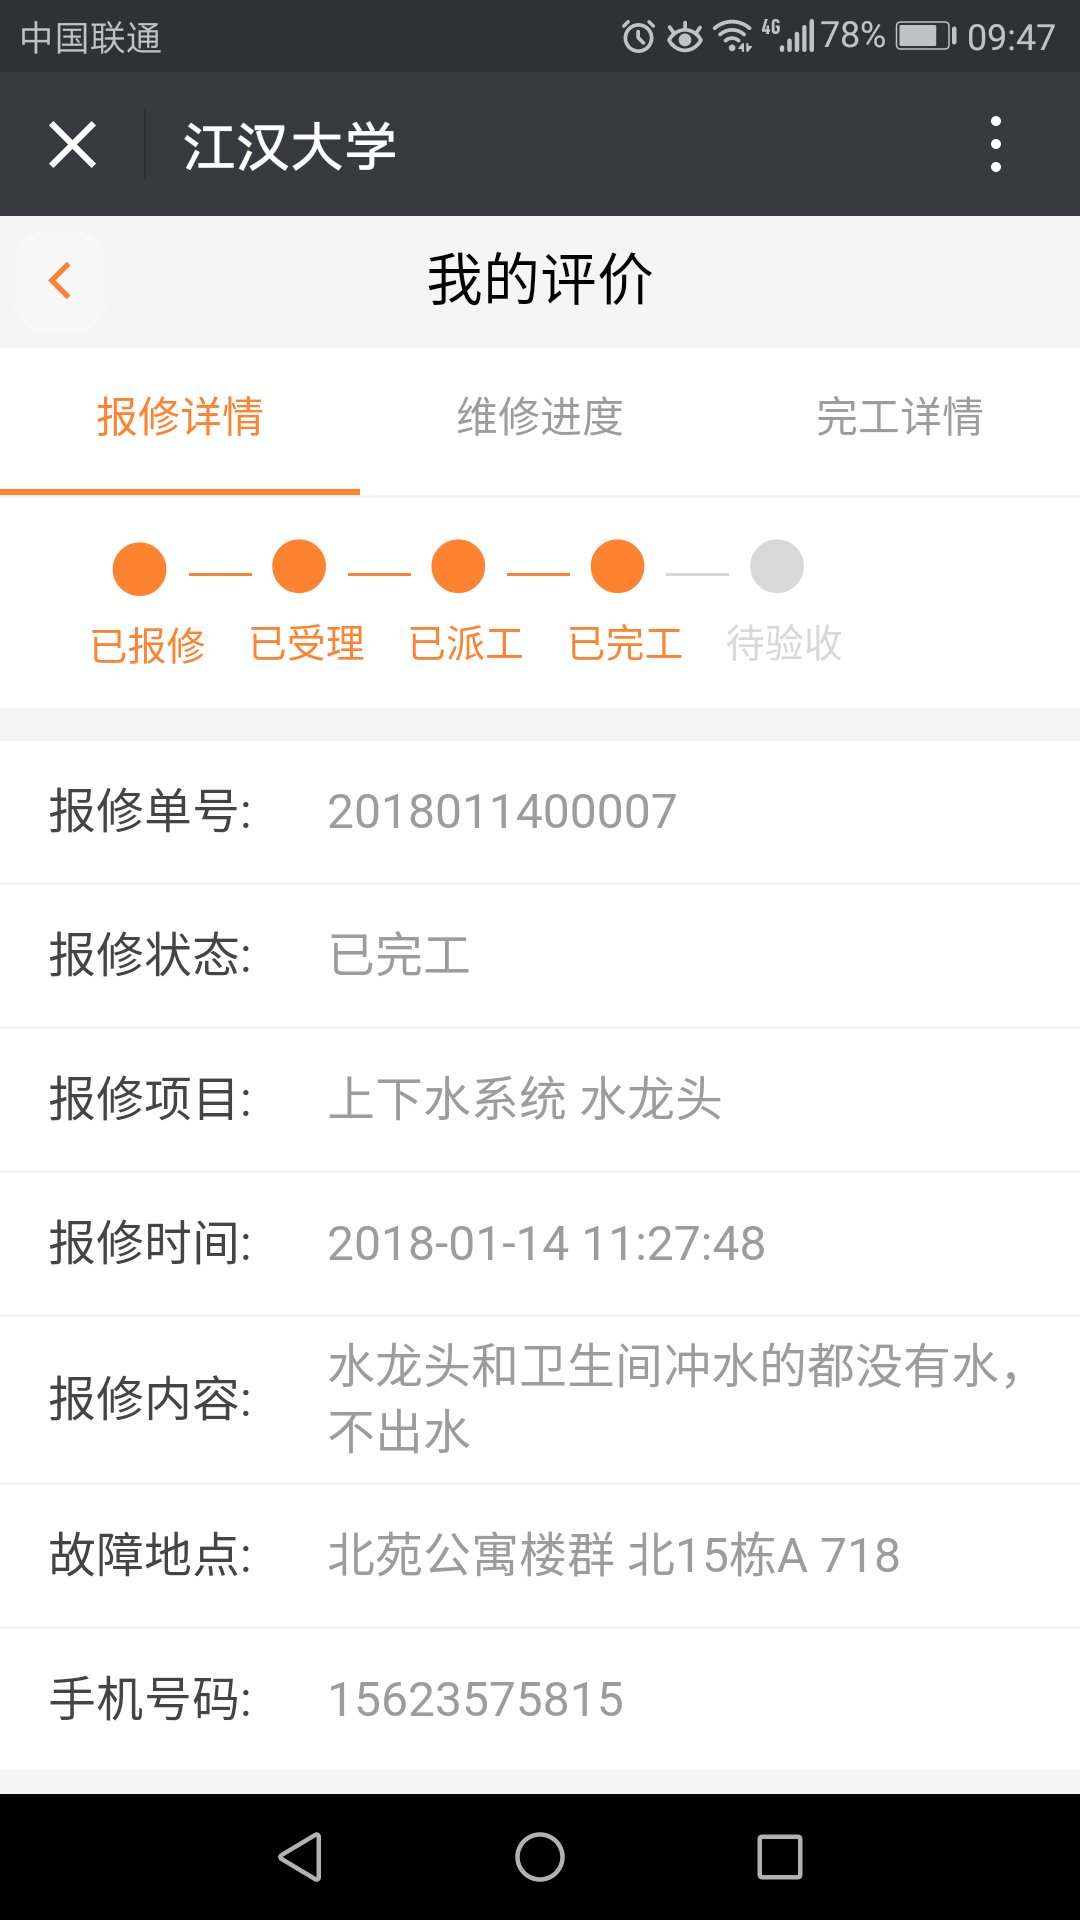 中国联通 4G 78% 09:47
江汉大学
我的评价
报修详情 维修进度 完工详情
已报修 已受理 已派工 已完工 待验收
报修单号: 2018011400007
报修状态: 已完工
报修项目: 上下水系统 水龙头
报修时间: 2018-01-14 11:27:48
报修内容: 水龙头和卫生间冲水的都没有水，
不出水
故障地点: 北苑公寓楼群 北15栋A 718
手机号码: 15623575815